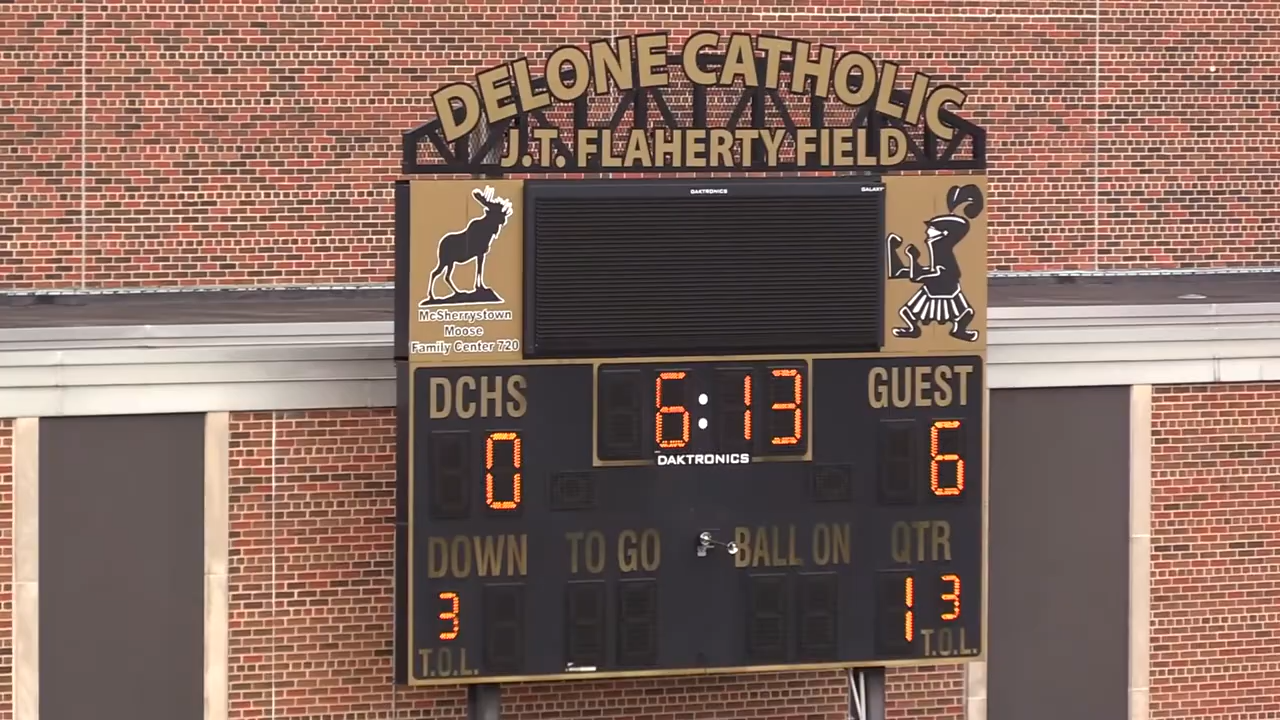 DELONE CATHOLIC
J.T. FLAHERTY FIELD
DAKTRONICS
GALAXY
McSherrystown
Moose
Family Center 720
DCHS
6:13
GUEST
0
DAKTRONICS
6
DOWN
TO GO
BALL ON
QTR
3
1
3
T.O.L.
T.O.L.